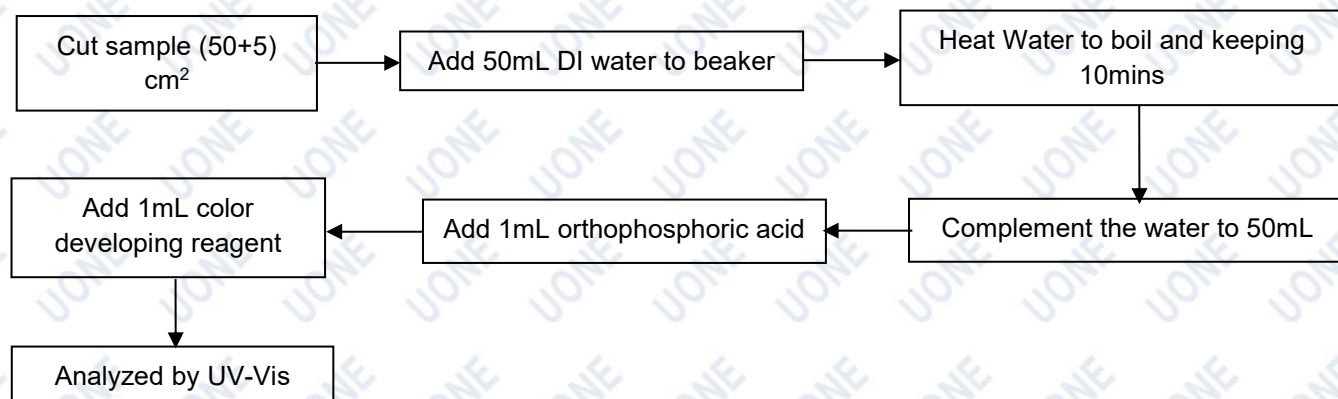 Cut sample (50+5)
cm²
Add 50mL DI water to beaker
Heat Water to boil and keeping
10mins
Complement the water to 50mL
Add 1mL orthophosphoric acid
Add 1mL color
developing reagent
Analyzed by UV-Vis
UONE